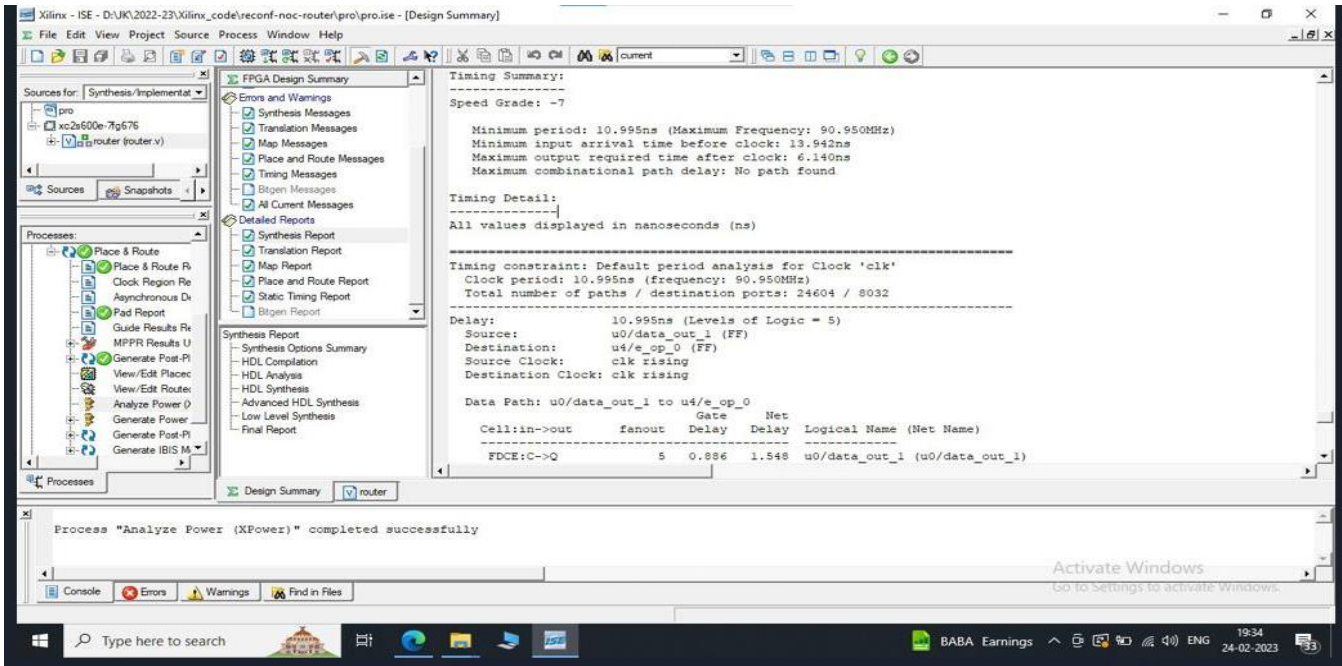 Xilinx - ISE - D:\JK\2022-23\Xilinx_code\reconf-noc-router\pro\pro.ise - [Design Summary]
File Edit View Project Source Process Window Help
current
Sources for: Synthesis/Implementat
pro
xc2s600e-7fg676
router (router.v)
Sources
Snapshots
Processes:
Place & Route
Place & Route R
Clock Region Re
Asynchronous De
Pad Report
Guide Results Re
MPPR Results U
Generate Post-Pl
View/Edit Placec
View/Edit Router
Analyze Power (X
Generate Power
Generate Post-Pl
Generate IBIS M
Processes
FPGA Design Summary
Errors and Warnings
Synthesis Messages
Translation Messages
Map Messages
Place and Route Messages
Timing Messages
Bitgen Messages
All Current Messages
Detailed Reports
Synthesis Report
Translation Report
Map Report
Place and Route Report
Static Timing Report
Bitgen Report
Synthesis Report
Synthesis Options Summary
HDL Compilation
HDL Analysis
HDL Synthesis
Advanced HDL Synthesis
Low Level Synthesis
Final Report
Design Summary
router
Timing Summary:
---------------
Speed Grade: -7
Minimum period: 10.995ns (Maximum Frequency: 90.950MHz)
Minimum input arrival time before clock: 13.942ns
Maximum output required time after clock: 6.140ns
Maximum combinational path delay: No path found
Timing Detail:
--------------
All values displayed in nanoseconds (ns)
Timing constraint: Default period analysis for Clock 'clk'
Clock period: 10.995ns (frequency: 90.950MHz)
Total number of paths / destination ports: 24604 / 8032
Delay: 10.995ns (Levels of Logic = 5)
Source: u0/data_out_1 (FF)
Destination: u4/e_op_0 (FF)
Source Clock: clk rising
Destination Clock: clk rising
Data Path: u0/data_out_1 to u4/e_op_0
Gate Net
Cell:in->out fanout Delay Delay Logical Name (Net Name)
FDCE:C->Q 5 0.886 1.548 u0/data_out_1 (u0/data_out_1)
Process "Analyze Power (XPower)" completed successfully
Console
Errors
Warnings
Find in Files
Activate Windows
Go to Settings to activate Windows.
Type here to search
ISE
BABA Earnings
ENG
19:34
24-02-2023
33